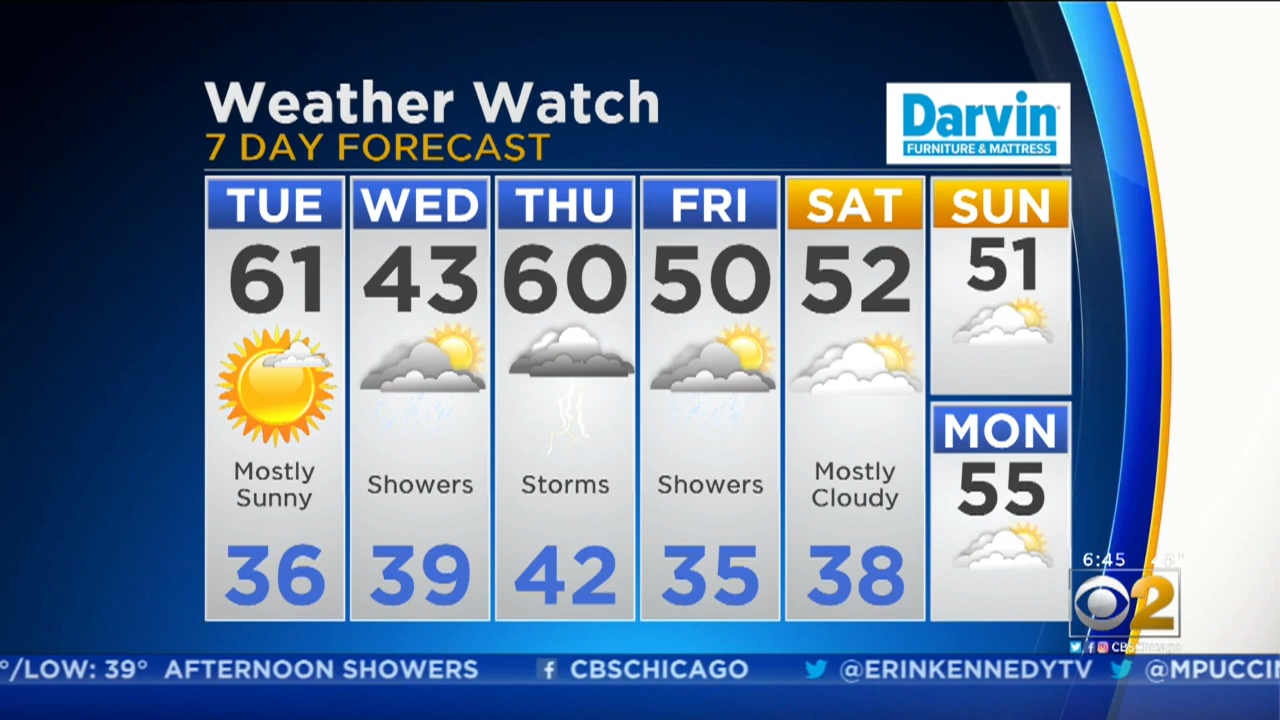 Weather Watch
7 DAY FORECAST
Darvin
FURNITURE & MATTRESS
TUE
61
Mostly
Sunny
36
WED
43
Showers
39
THU
60
Storms
42
FRI
50
Showers
35
SAT
52
Mostly
Cloudy
38
SUN
51
MON
55
6:45
2
CBSChicago
°/LOW: 39° AFTERNOON SHOWERS CBSCHICAGO @ERINKENNEDYTV @MPUCCIN